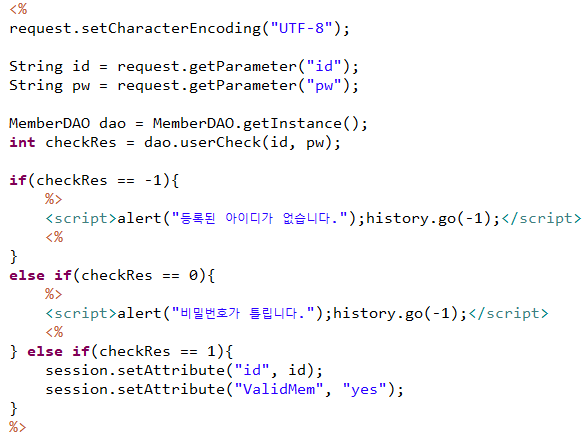 <%
request.setCharacterEncoding("UTF-8");

String id = request.getParameter("id");
String pw = request.getParameter("pw");

MemberDAO dao = MemberDAO.getInstance();
int checkRes = dao.userCheck(id, pw);

if(checkRes == -1){
    %>
    <script>alert("등록된 아이디가 없습니다.");history.go(-1);</script>
    <%
}
else if(checkRes == 0){
    %>
    <script>alert("비밀번호가 틀립니다.");history.go(-1);</script>
    <%
} else if(checkRes == 1){
    session.setAttribute("id", id);
    session.setAttribute("ValidMem", "yes");
}
%>